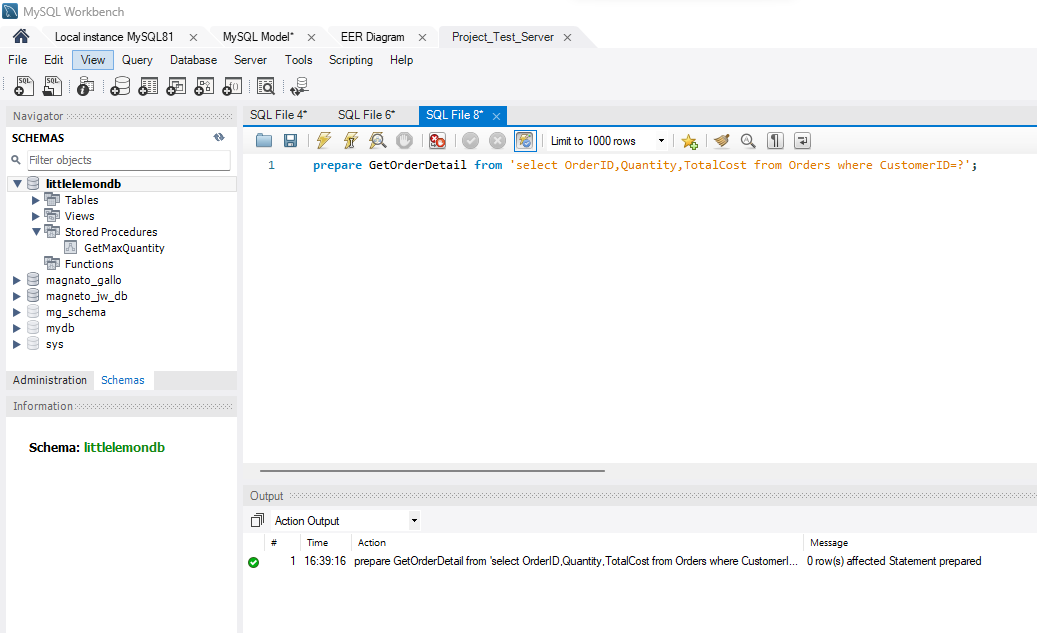 MySQL Workbench
Local instance MySQL81 MySQL Model* EER Diagram Project_Test_Server
File Edit View Query Database Server Tools Scripting Help
Navigator
SCHEMAS
Filter objects
littlelemondb
Tables
Views
Stored Procedures
GetMaxQuantity
Functions
magnato_gallo
magneto_jw_db
mg_schema
mydb
sys
Administration Schemas
Information
Schema: littlelemondb
SQL File 4* SQL File 6* SQL File 8*
Limit to 1000 rows
1 prepare GetOrderDetail from 'select OrderID,Quantity,TotalCost from Orders where CustomerID=?';
Output
Action Output
# Time Action Message
1 16:39:16 prepare GetOrderDetail from 'select OrderID,Quantity,TotalCost from Orders where CustomerI... 0 row(s) affected Statement prepared